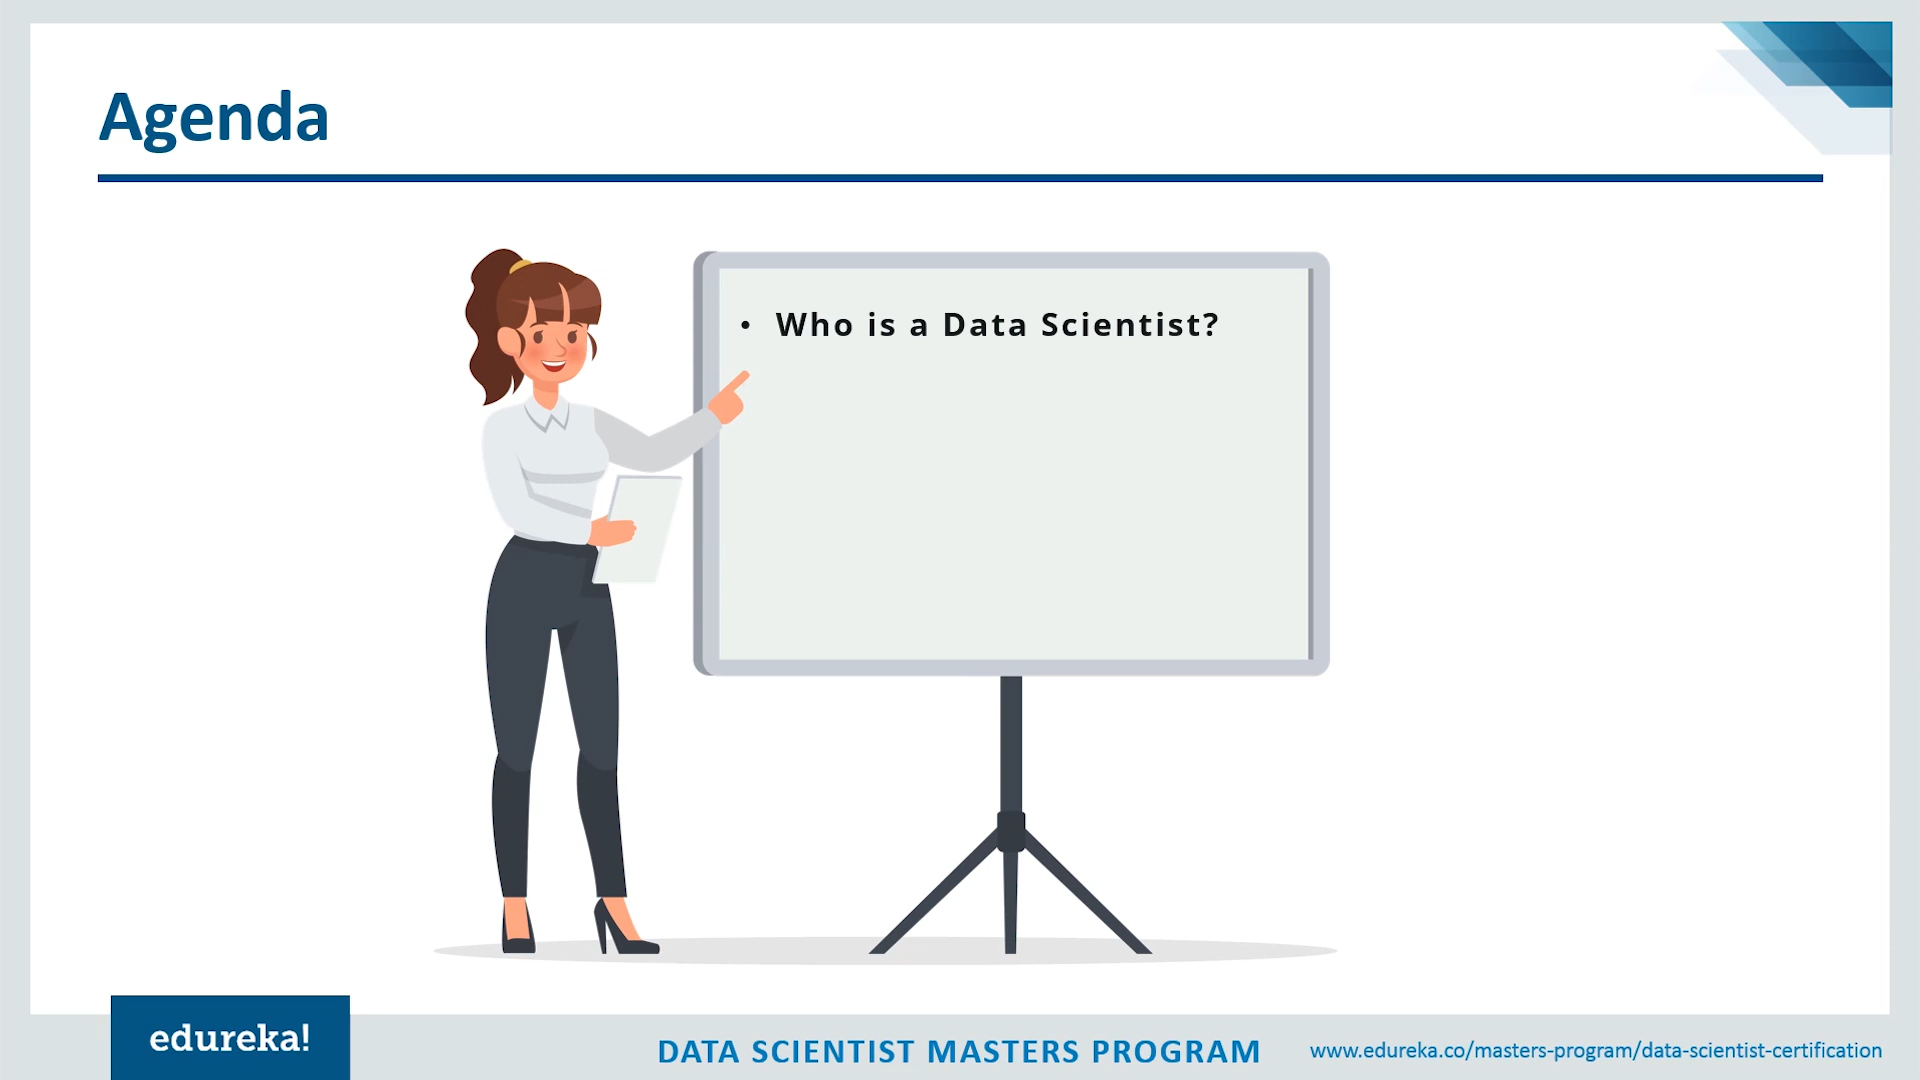 Agenda
• Who is a Data Scientist?
edureka!
DATA SCIENTIST MASTERS PROGRAM
www.edureka.co/masters-program/data-scientist-certification